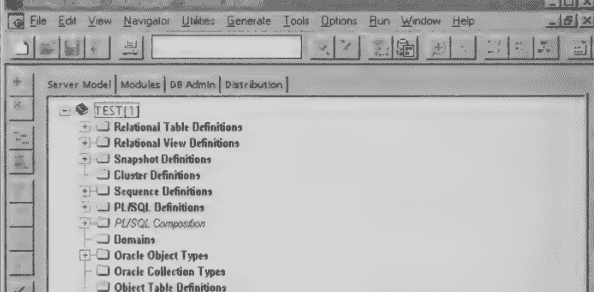 File Edit View Navigator Utilities Generate Tools Options Run Window Help
Server Model Modules DB Admin Distribution
TEST[1]
Relational Table Definitions
Relational View Definitions
Snapshot Definitions
Cluster Definitions
Sequence Definitions
PL/SQL Definitions
PL/SQL Composition
Domains
Oracle Object Types
Oracle Collection Types
Object Table Definitions